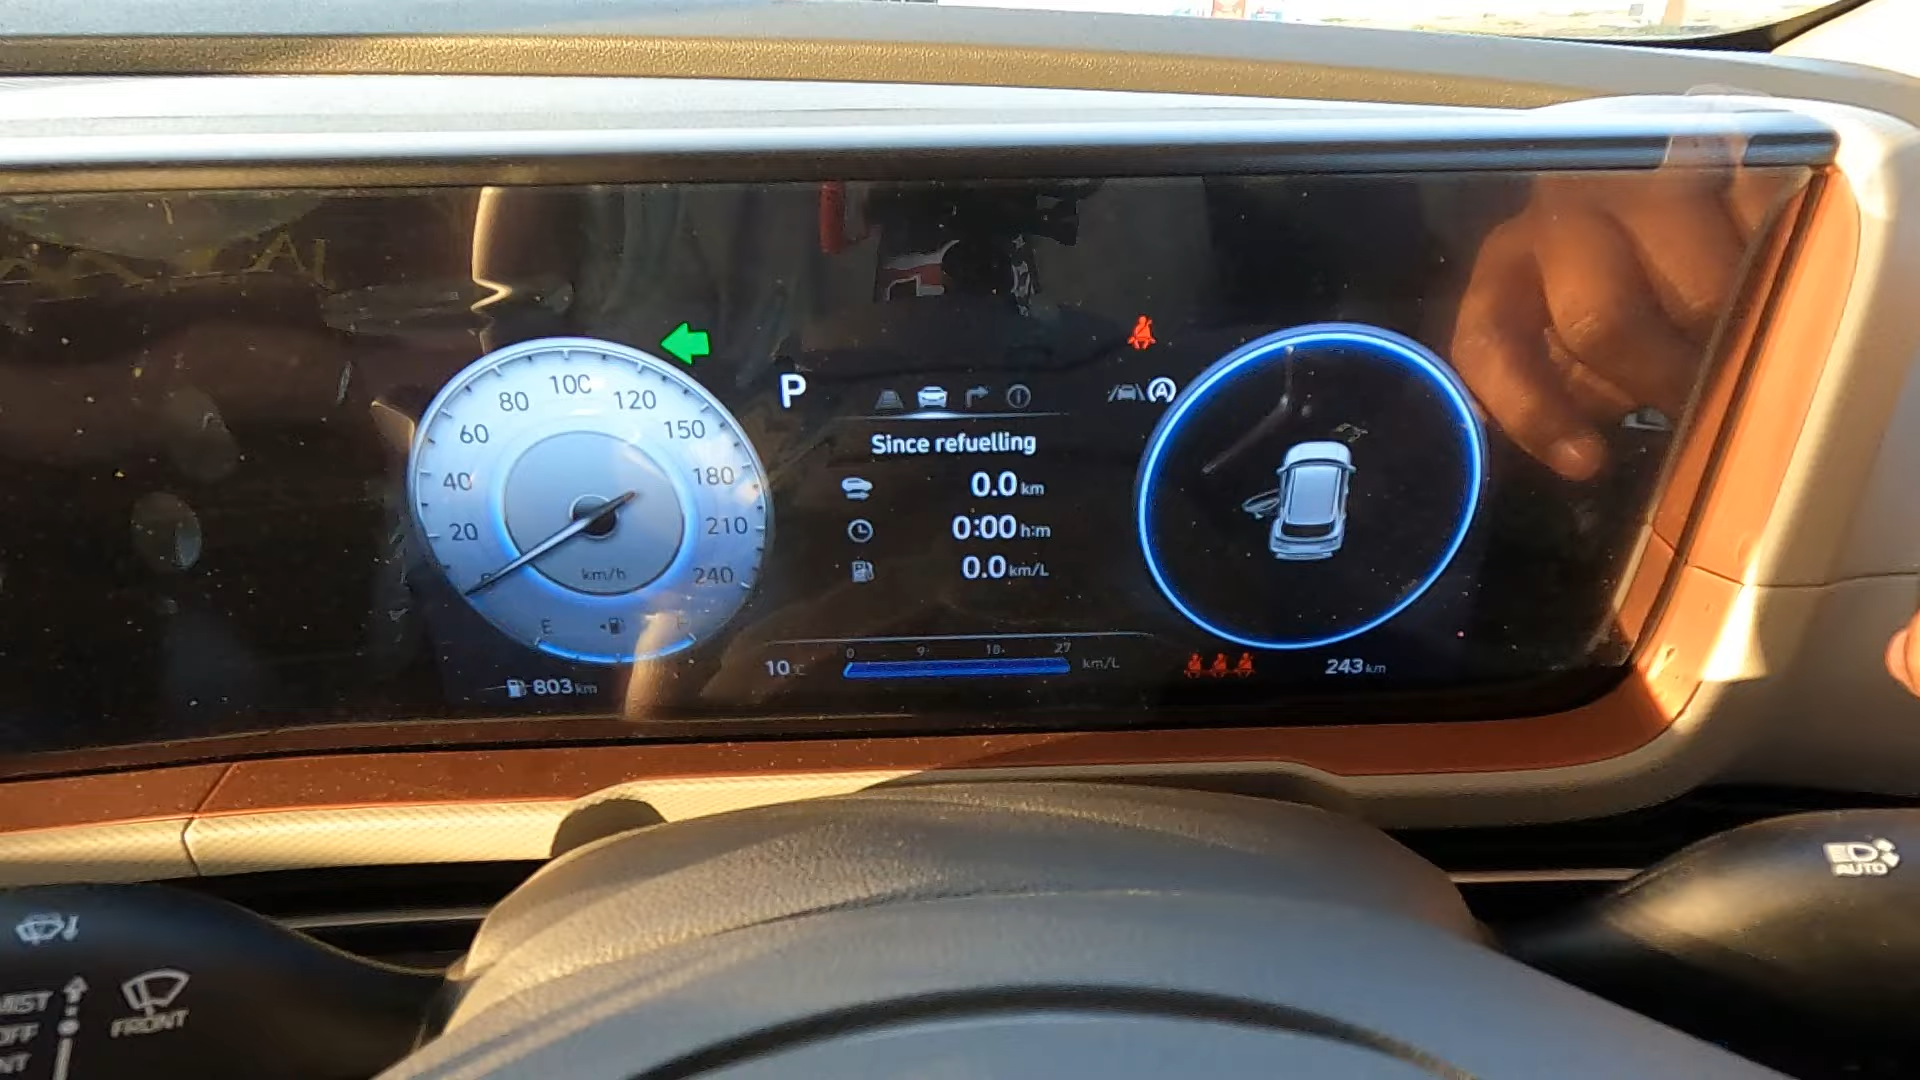 P
Since refuelling
0.0 km
0:00 h:m
0.0 km/L
20
40
60
80
100
120
150
180
210
240
km/h
E
F
803 km
10 °C
0 9 18 27
km/L
A
243 km
AUTO
MIST
OFF
FRONT